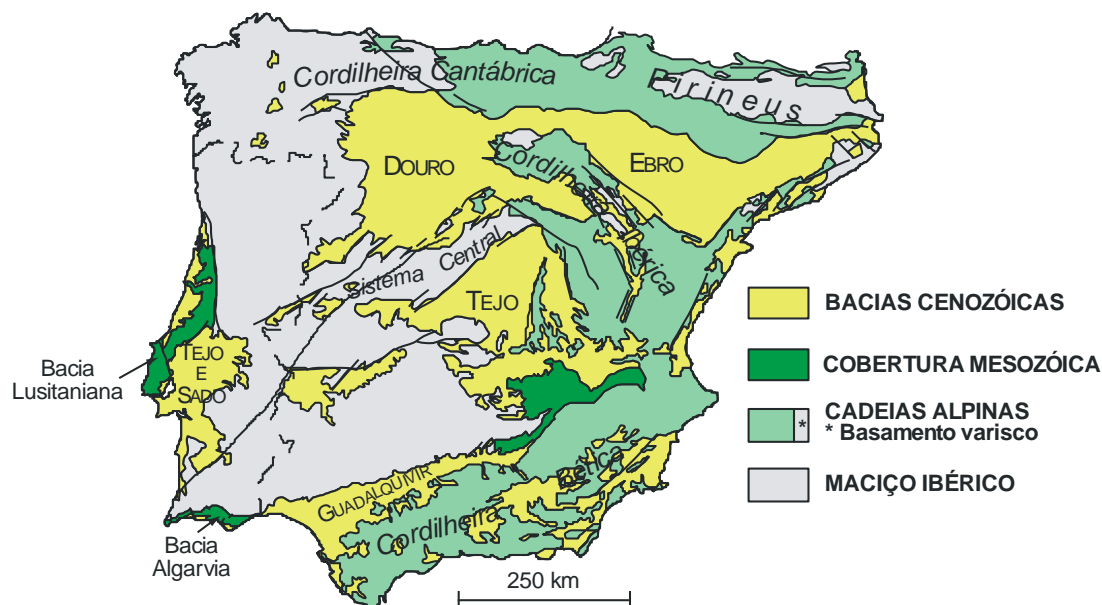 Cordilheira Cantábrica
Pirineus
DOURO
Cordilheira Ibérica
EBRO
Sistema Central
TEJO
Bacia
Lusitaniana
TEJO
E
SADO
GUADALQUIVIR
Cordilheira Bética
Bacia
Algarvia
250 km
BACIAS CENOZÓICAS
COBERTURA MESOZÓICA
*
CADEIAS ALPINAS
* Basamento varisco
MACIÇO IBÉRICO